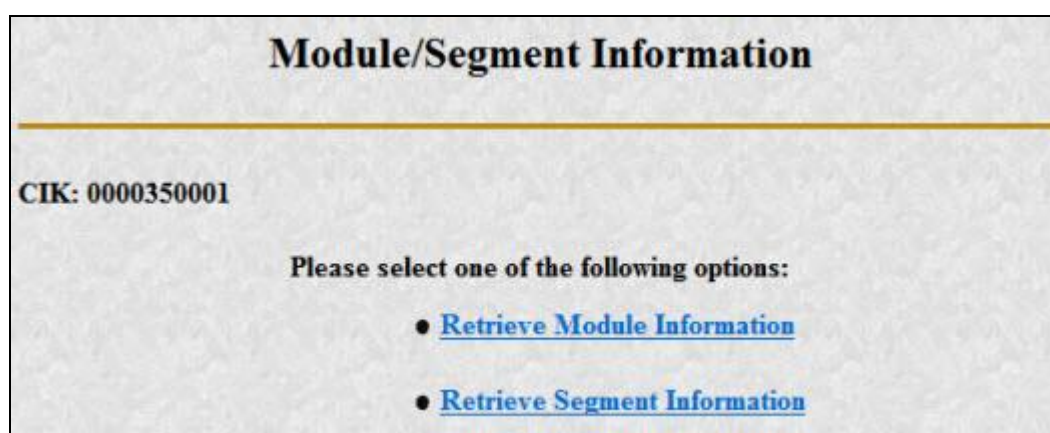 Module/Segment Information
CIK: 0000350001
Please select one of the following options:
● Retrieve Module Information
● Retrieve Segment Information